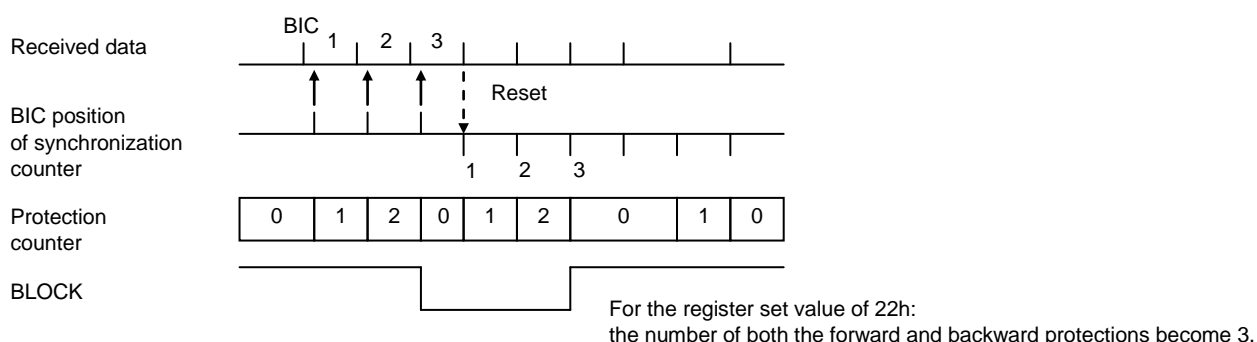 BIC
Received data
1 2 3
Reset
BIC position
of synchronization
counter
1 2 3
Protection
counter
0 1 2 0 1 2 0 1 0
BLOCK
For the register set value of 22h:
the number of both the forward and backward protections become 3.